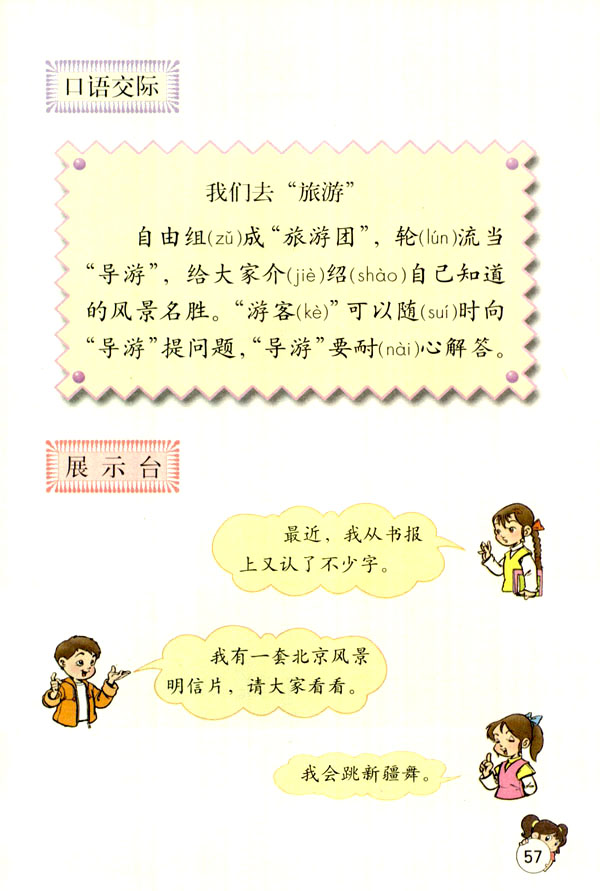 口语交际
我们去“旅游”
自由组(zǔ)成“旅游团”，轮(lún)流当
“导游”，给大家介(jiè)绍(shào)自己知道
的风景名胜。“游客(kè)”可以随(suí)时向
“导游”提问题，“导游”要耐(nài)心解答。
展示台
最近，我从书报
上又认了不少字。
我有一套北京风景
明信片，请大家看看。
我会跳新疆舞。
57